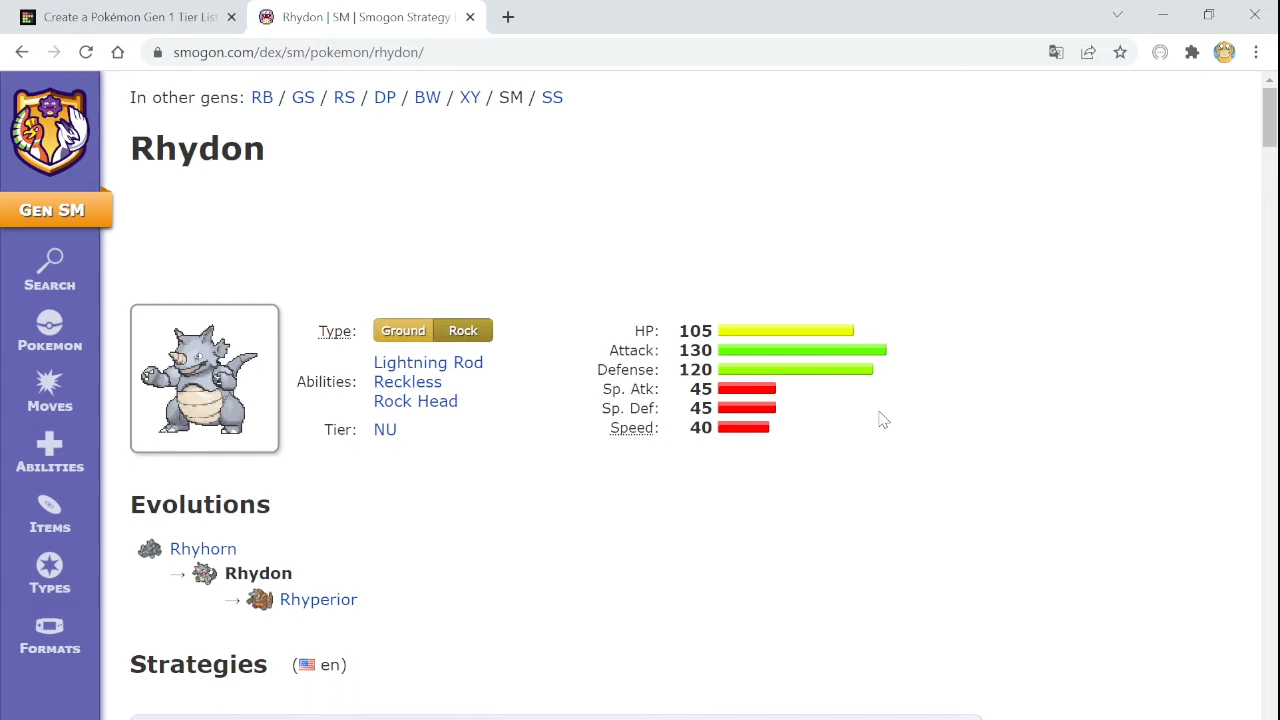 Create a Pokémon Gen 1 Tier List
Rhydon | SM | Smogon Strategy
smogon.com/dex/sm/pokemon/rhydon/
In other gens: RB / GS / RS / DP / BW / XY / SM / SS
Rhydon
GEN SM
SEARCH
POKEMON
MOVES
ABILITIES
ITEMS
TYPES
FORMATS
Type: Ground Rock
Abilities: Lightning Rod
Reckless
Rock Head
Tier: NU
HP: 105
Attack: 130
Defense: 120
Sp. Atk: 45
Sp. Def: 45
Speed: 40
Evolutions
Rhyhorn
→ Rhydon
→ Rhyperior
Strategies (en)